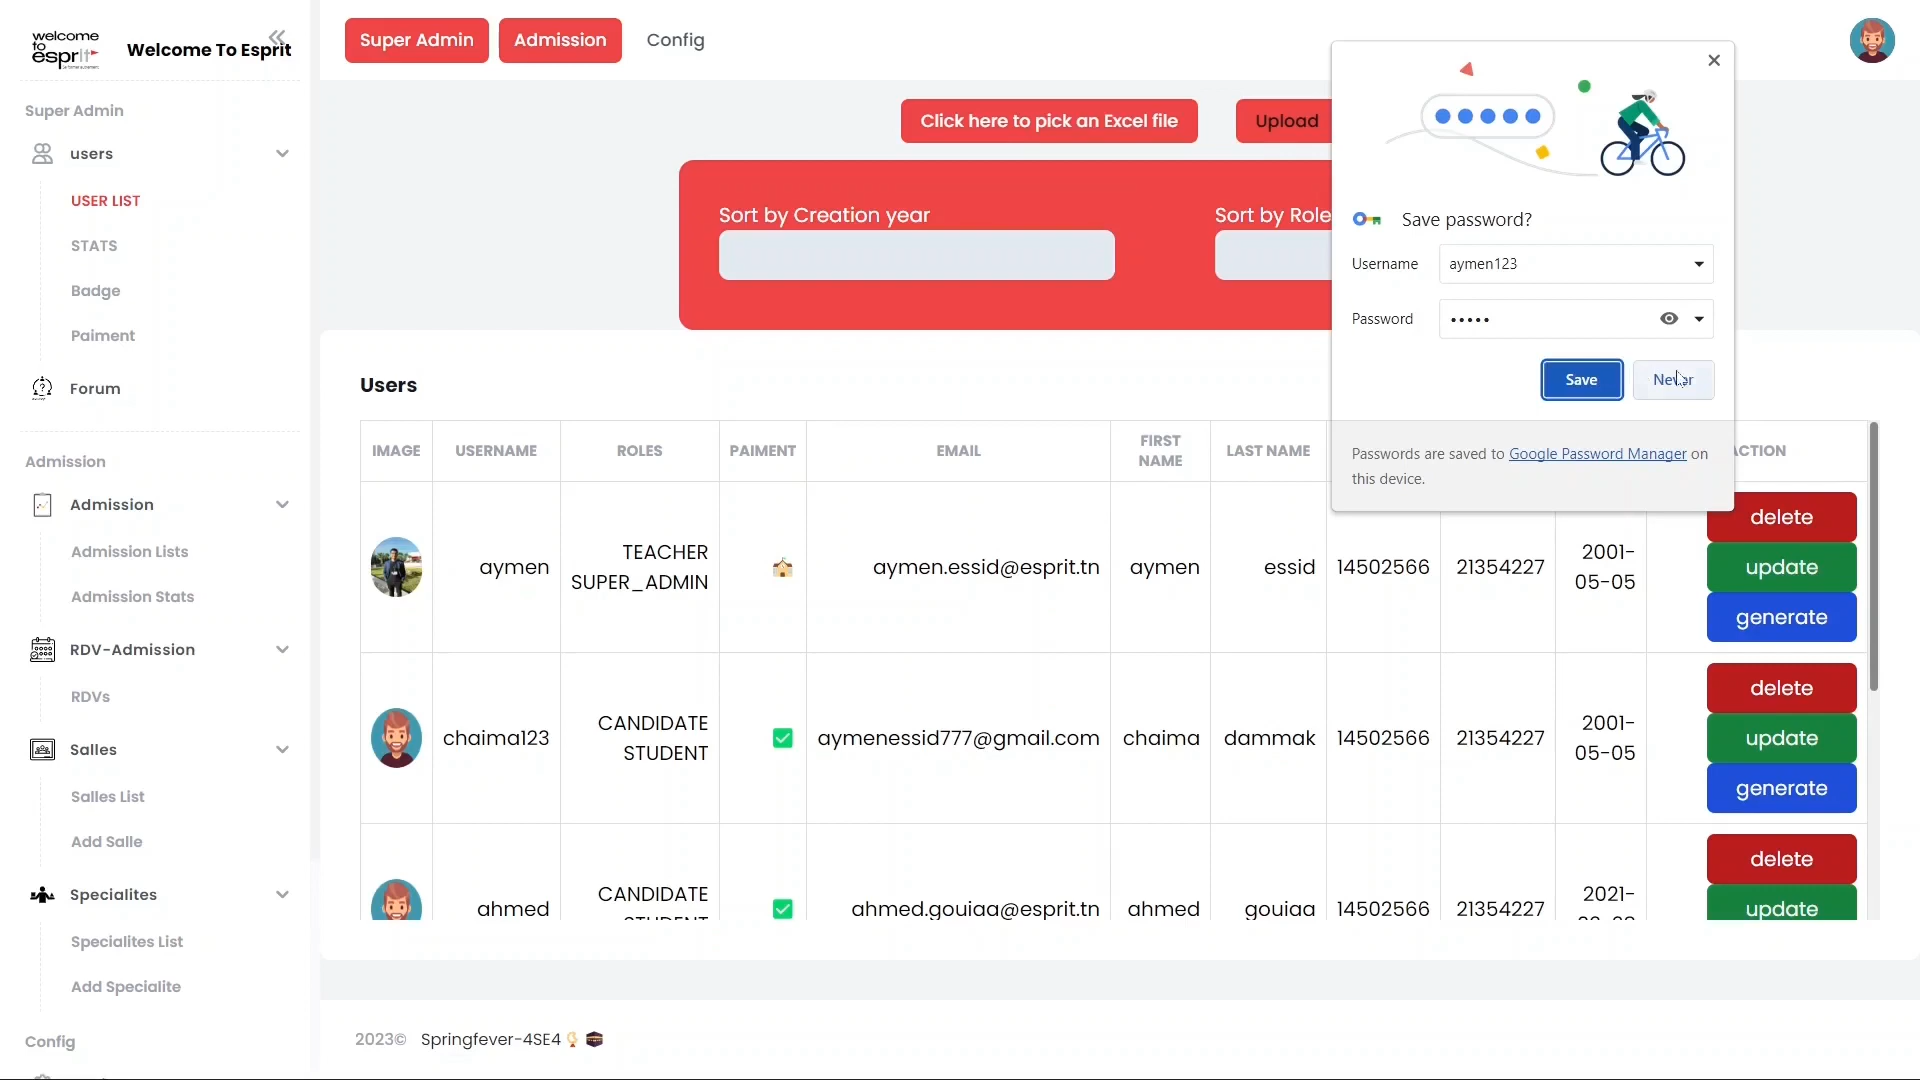 welcome
to
esprit
Welcome To Esprit
Super Admin
users
USER LIST
STATS
Badge
Paiment
Forum
Admission
Admission
Admission Lists
Admission Stats
RDV-Admission
RDVs
Salles
Salles List
Add Salle
Specialites
Specialites List
Add Specialite
Config
Super Admin Admission Config
Click here to pick an Excel file Upload
Sort by Creation year Sort by Role
Save password?
Username aymen123
Password •••••
Save Never
Passwords are saved to Google Password Manager on
this device.
Users
IMAGE USERNAME ROLES PAIMENT EMAIL FIRST NAME LAST NAME ACTION
aymen TEACHER SUPER_ADMIN aymen.essid@esprit.tn aymen essid 14502566 21354227 2001-05-05 delete update generate
chaima123 CANDIDATE STUDENT aymenessid777@gmail.com chaima dammak 14502566 21354227 2001-05-05 delete update generate
ahmed CANDIDATE STUDENT ahmed.gouiaa@esprit.tn ahmed gouiaa 14502566 21354227 2021- delete update
2023© Springfever-4SE4